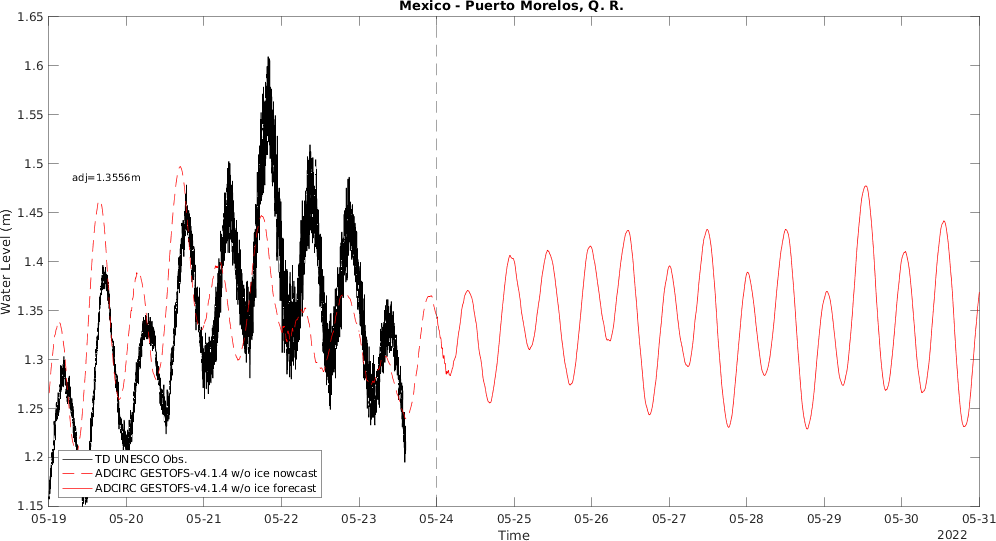 Mexico - Puerto Morelos, Q. R.
1.65
1.6
1.55
1.5
1.45
1.4
1.35
1.3
1.25
1.2
1.15
Water Level (m)
adj=1.3556m
TD UNESCO Obs.
ADCIRC GESTOFS-v4.1.4 w/o ice nowcast
ADCIRC GESTOFS-v4.1.4 w/o ice forecast
05-19 05-20 05-21 05-22 05-23 05-24 05-25 05-26 05-27 05-28 05-29 05-30 05-31
Time
2022